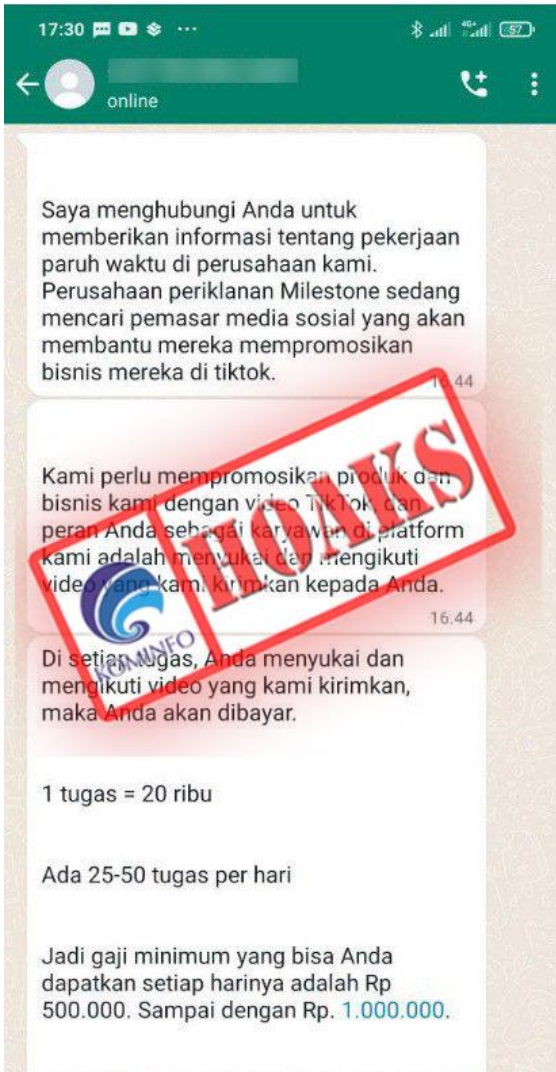 17:30
4G+
57
online
Saya menghubungi Anda untuk
memberikan informasi tentang pekerjaan
paruh waktu di perusahaan kami.
Perusahaan periklanan Milestone sedang
mencari pemasar media sosial yang akan
membantu mereka mempromosikan
bisnis mereka di tiktok.
16.44
Kami perlu mempromosikan produk dan
bisnis kami dengan video TikTok, dan
peran Anda sebagai karyawan di platform
kami adalah menyukai dan mengikuti
video yang kami kirimkan kepada Anda.
16.44
HOAKS
KOMINFO
Di setiap tugas, Anda menyukai dan
mengikuti video yang kami kirimkan,
maka Anda akan dibayar.
1 tugas = 20 ribu
Ada 25-50 tugas per hari
Jadi gaji minimum yang bisa Anda
dapatkan setiap harinya adalah Rp
500.000. Sampai dengan Rp. 1.000.000.